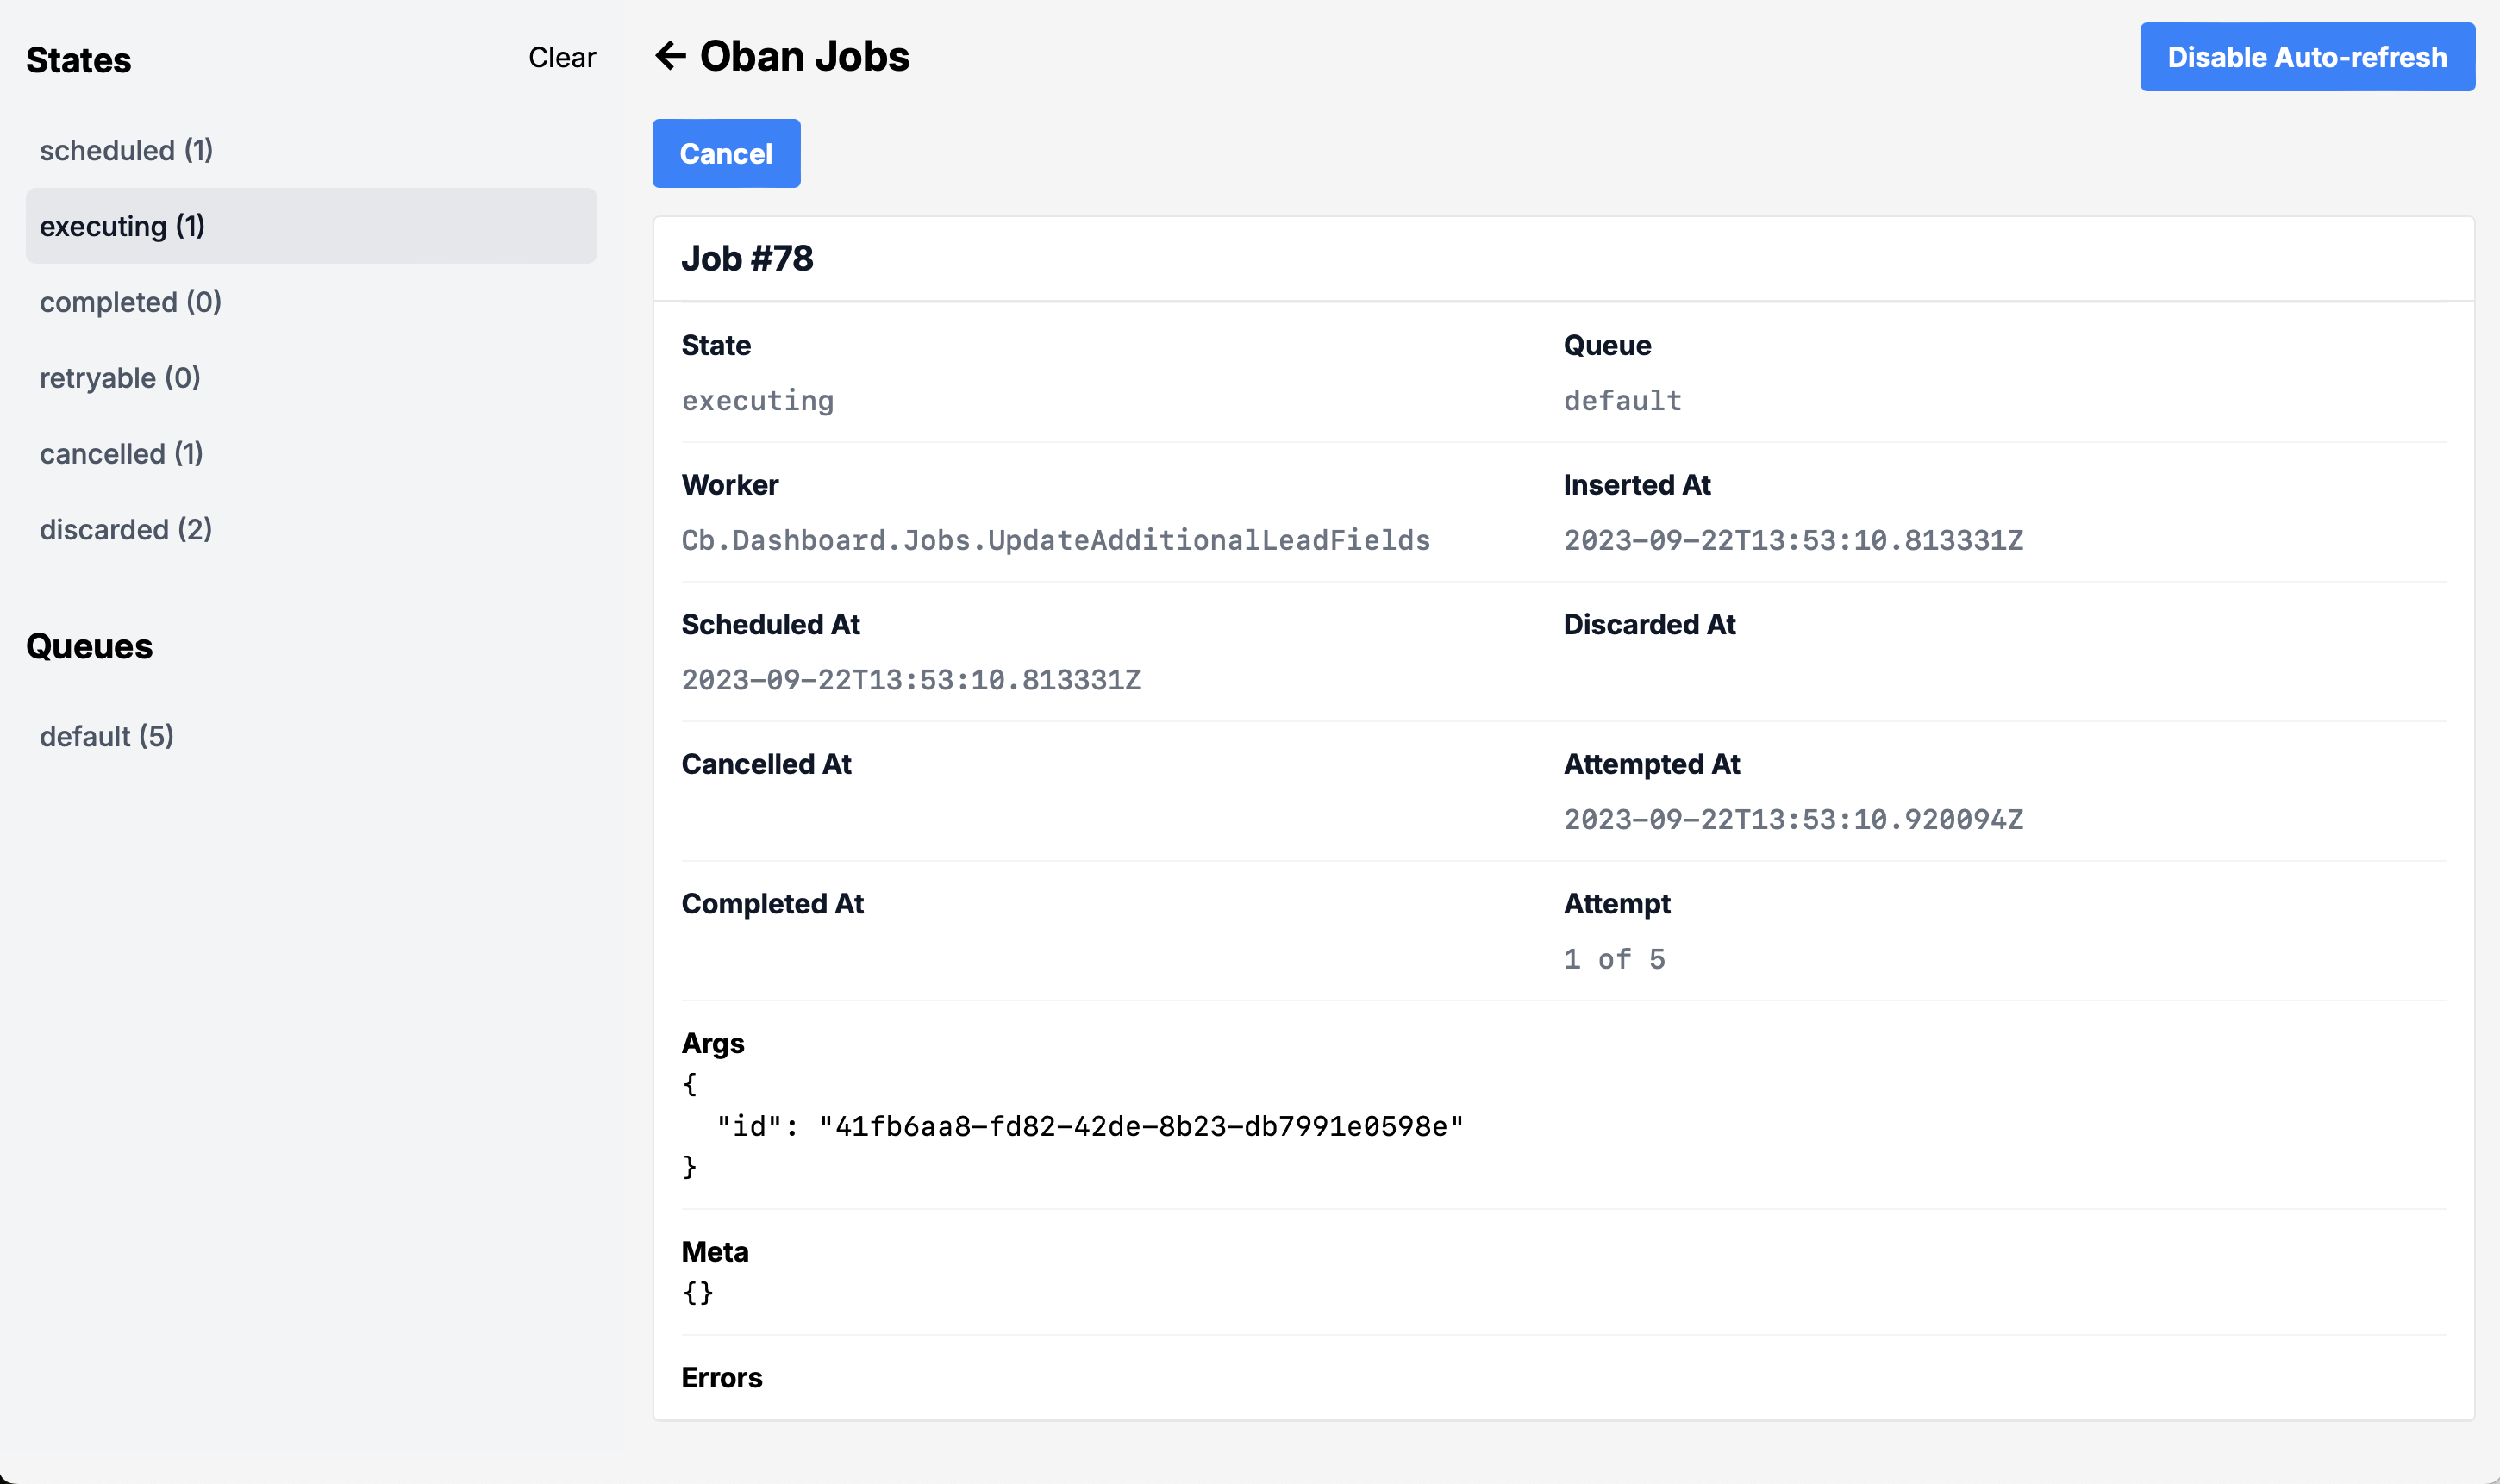 States
Clear
scheduled (1)
executing (1)
completed (0)
retryable (0)
cancelled (1)
discarded (2)
Queues
default (5)
← Oban Jobs
Disable Auto-refresh
Cancel
Job #78
State
executing
Queue
default
Worker
Cb.Dashboard.Jobs.UpdateAdditionalLeadFields
Inserted At
2023-09-22T13:53:10.813331Z
Scheduled At
2023-09-22T13:53:10.813331Z
Discarded At
Cancelled At
Attempted At
2023-09-22T13:53:10.920094Z
Completed At
Attempt
1 of 5
Args
{
  "id": "41fb6aa8-fd82-42de-8b23-db7991e0598e"
}
Meta
{}
Errors